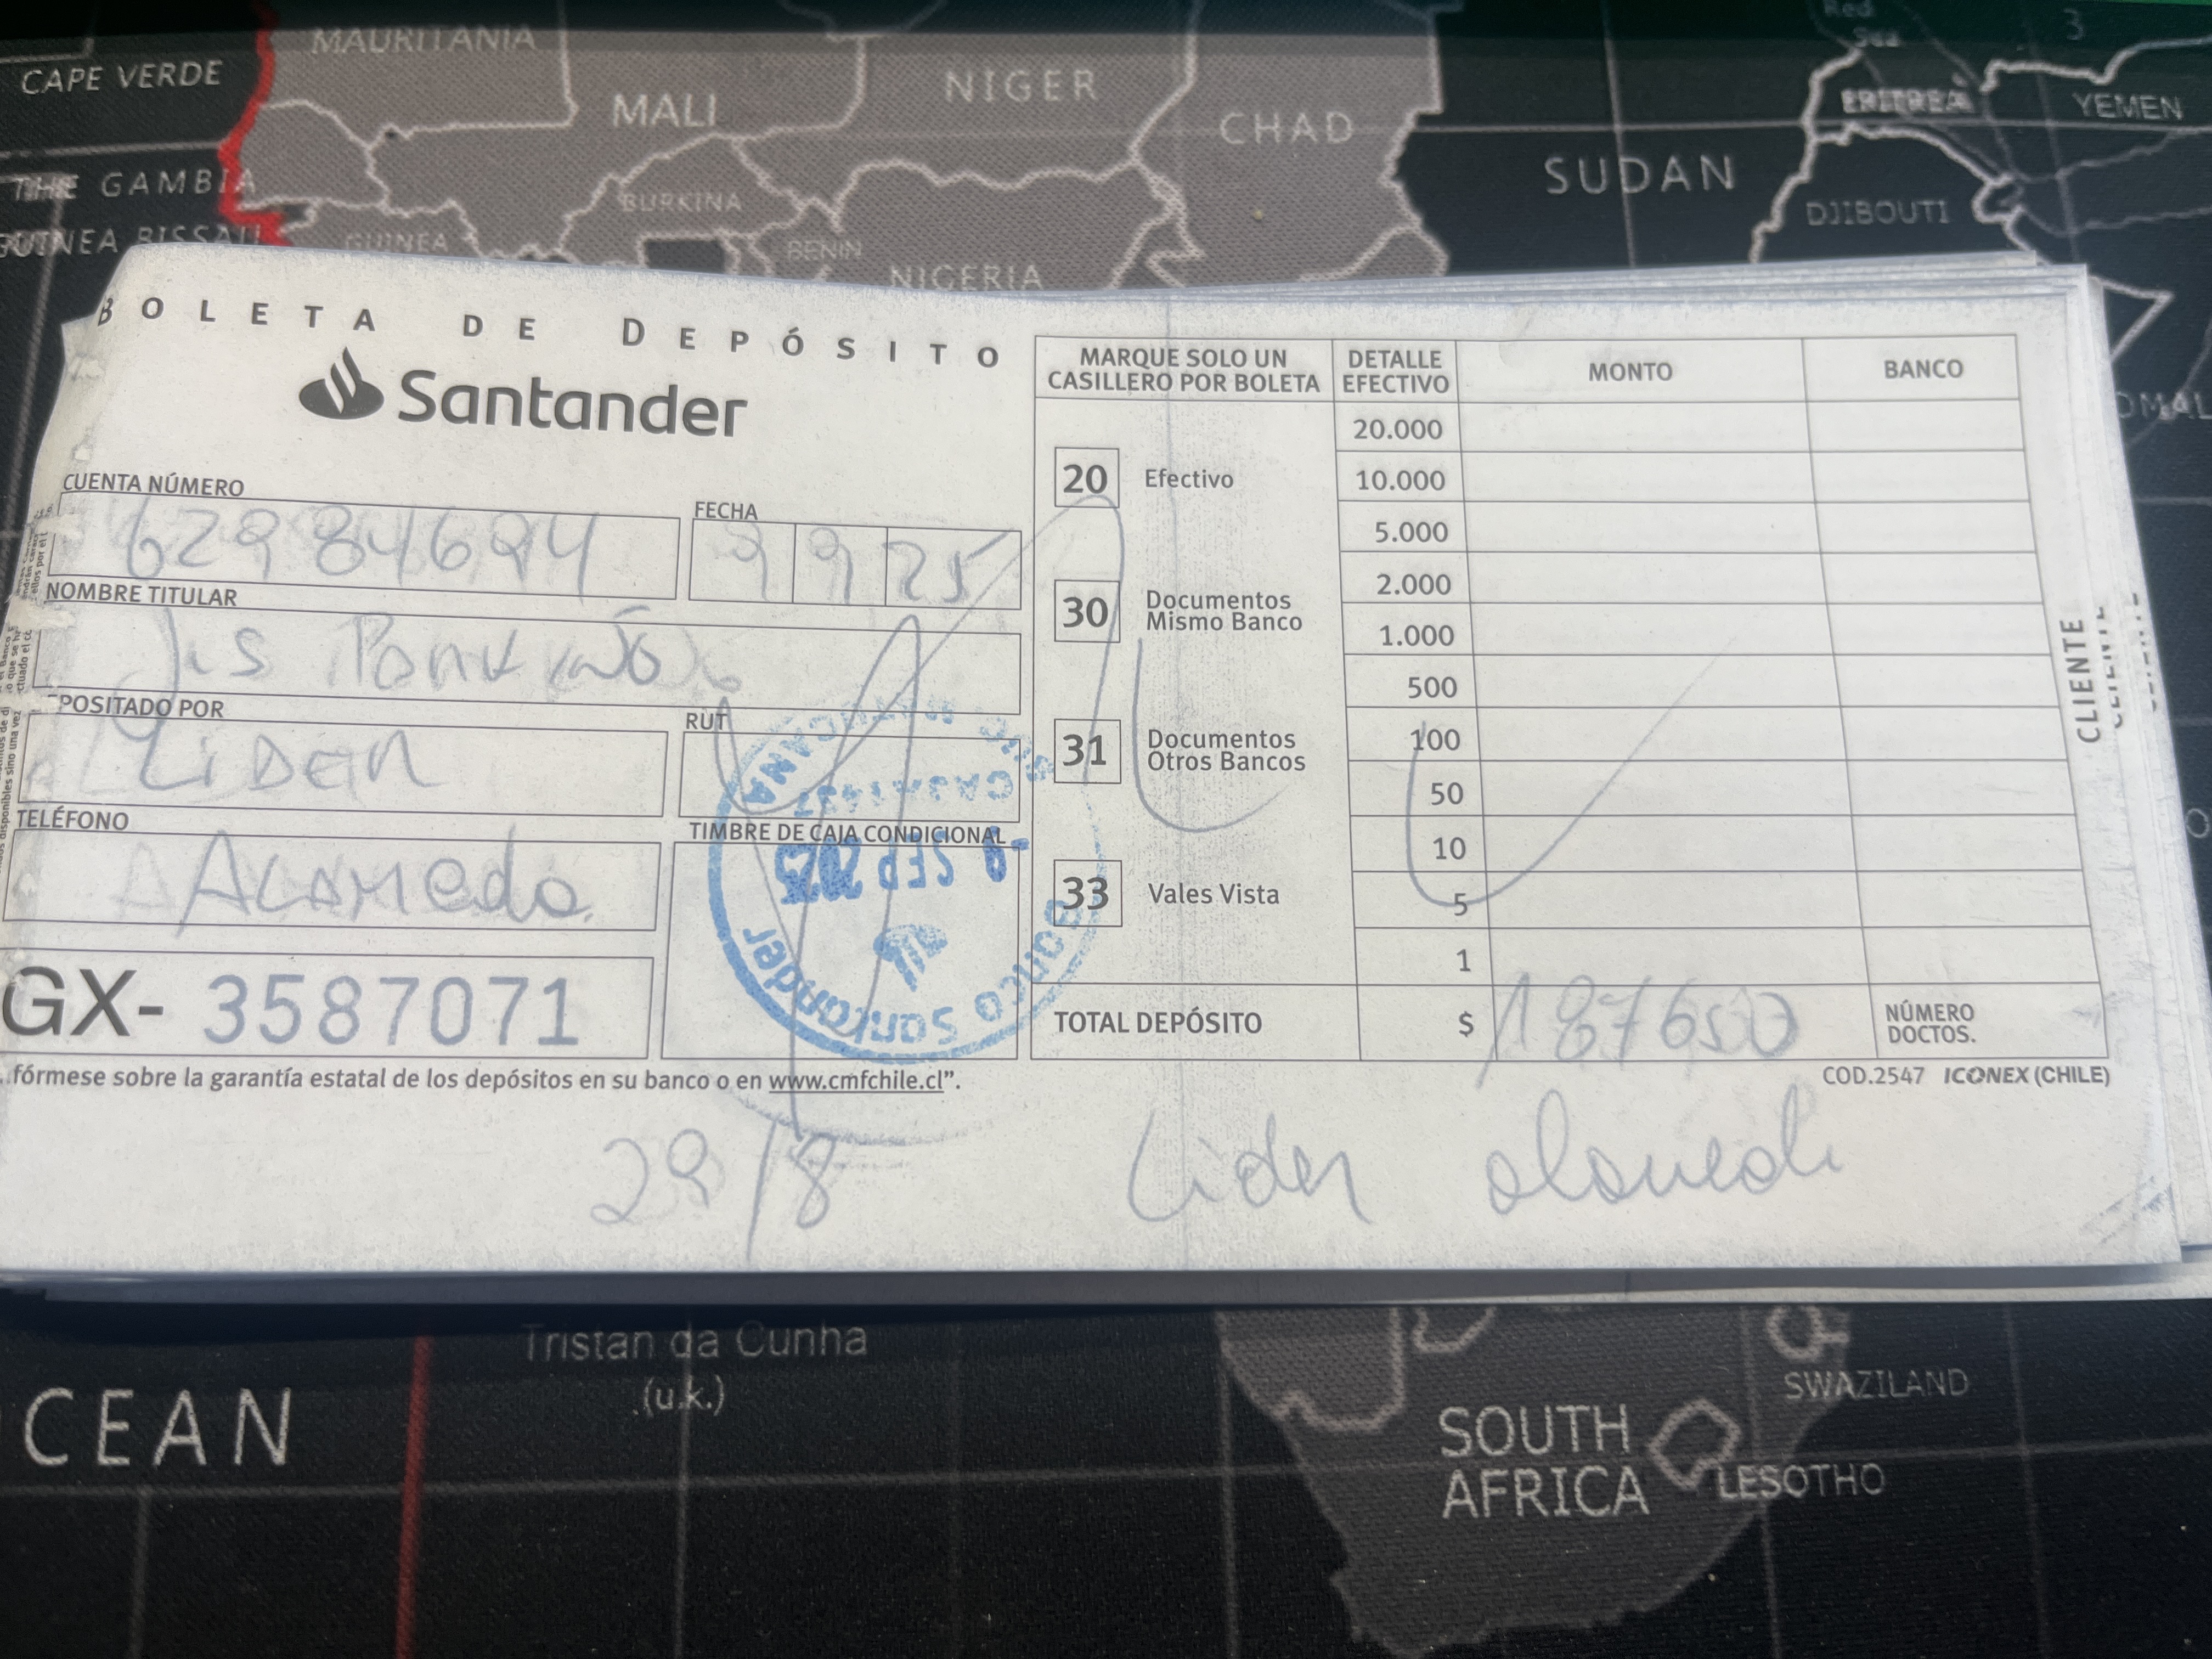 CAPE VERDE
MAURITANIA
MALI
NIGER
CHAD
SUDAN
Red
Sea
ERITREA
YEMEN
3
THE GAMBIA
GUINEA BISSAU
GUINEA
BURKINA
BENIN
NIGERIA
DJIBOUTI
BOLETA DE DEPÓSITO
Santander
CUENTA NÚMERO
62984694
FECHA
9 9 25
NOMBRE TITULAR
POSITADO POR
LiDer
RUT
TELÉFONO
Alameda
TIMBRE DE CAJA CONDICIONAL
SEP 2025
Banco Santander
GX- 3587071
fórmese sobre la garantía estatal de los depósitos en su banco o en www.cmfchile.cl”.
MARQUE SOLO UN
CASILLERO POR BOLETA
DETALLE
EFECTIVO
MONTO
BANCO
20 Efectivo
30 Documentos
Mismo Banco
31 Documentos
Otros Bancos
33 Vales Vista
20.000
10.000
5.000
2.000
1.000
500
100
50
10
5
1
TOTAL DEPÓSITO $ 187650
NÚMERO
DOCTOS.
CLIENTE
COD.2547 ICONEX (CHILE)
29/8 Lider
Tristan da Cunha
(u.k.)
CEAN
SOUTH
AFRICA
SWAZILAND
LESOTHO